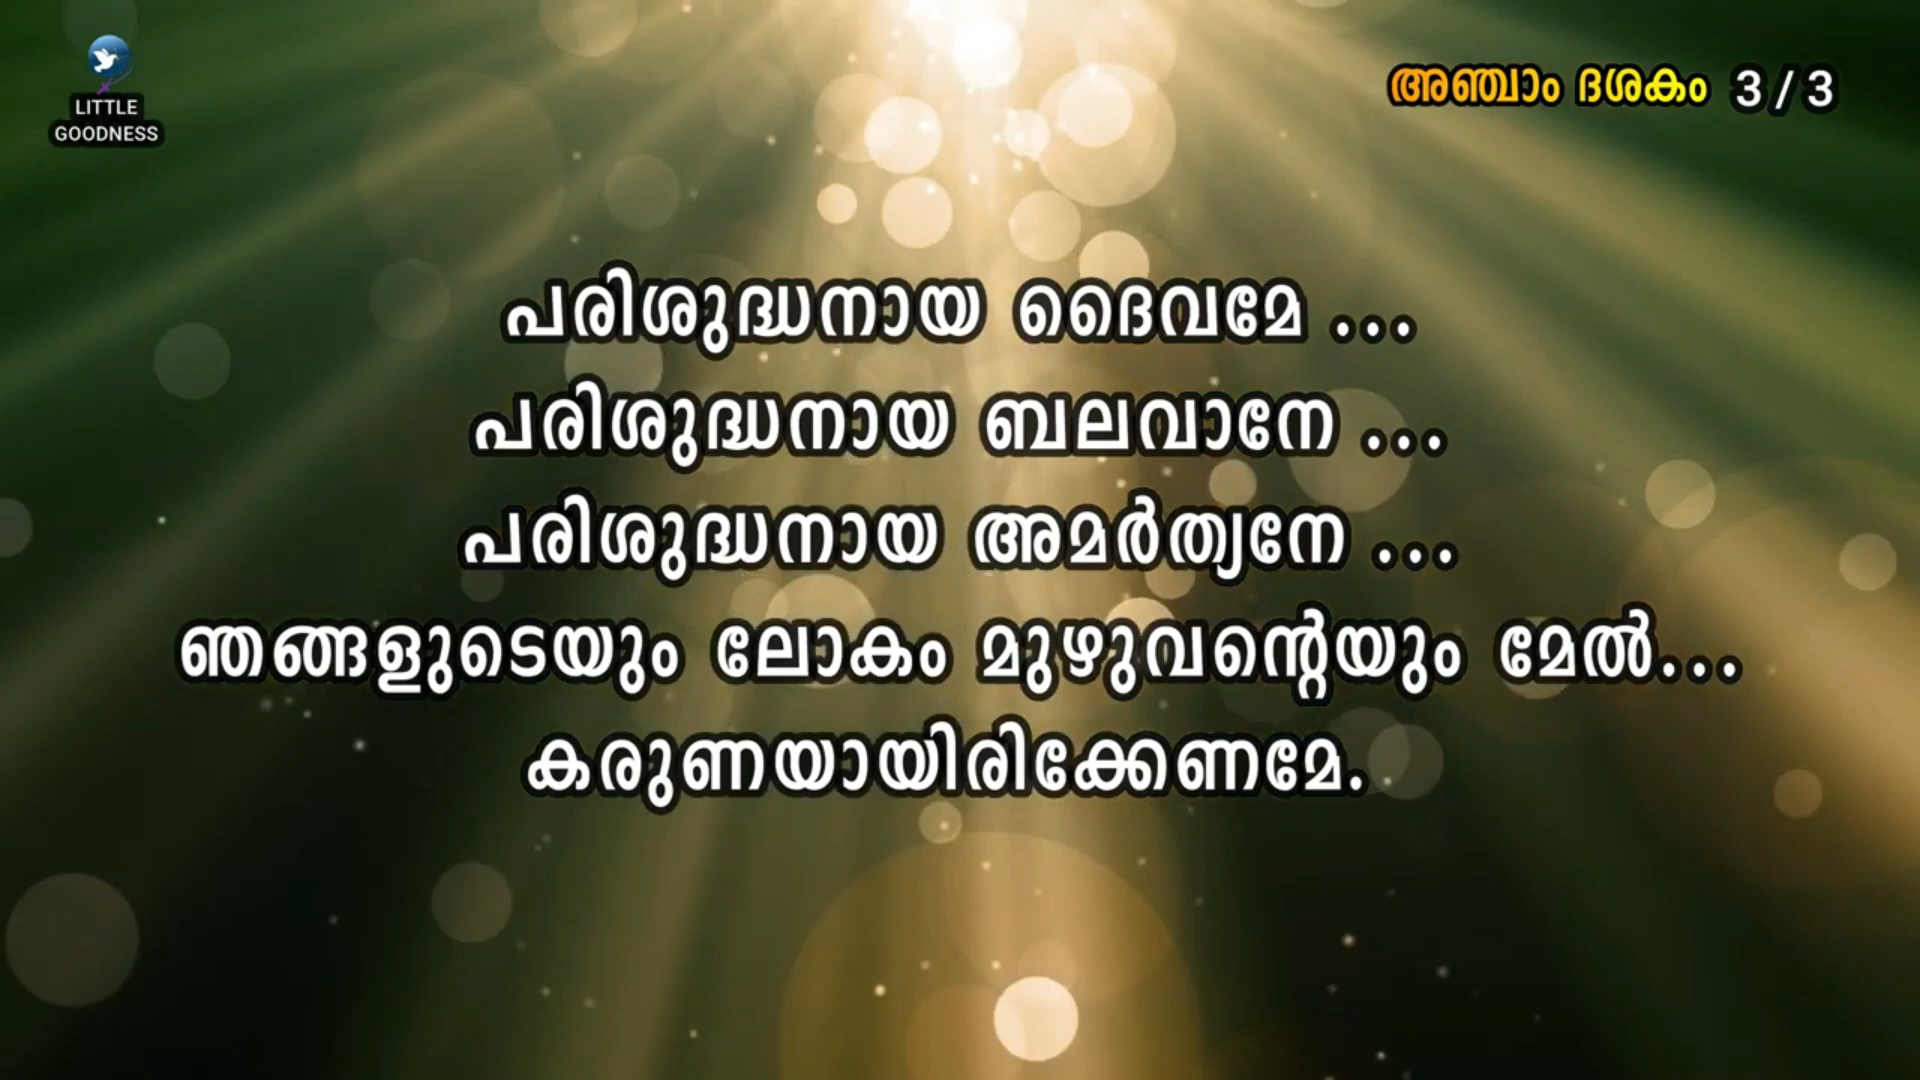 LITTLE
GOODNESS
അഞ്ചാം ദശകം 3 / 3
പരിശുദ്ധനായ ദൈവമേ ...
പരിശുദ്ധനായ ബലവാനേ ...
പരിശുദ്ധനായ അമർത്യനേ ...
ഞങ്ങളുടെയും ലോകം മുഴുവന്റെയും മേൽ...
കരുണയായിരിക്കേണമേ.